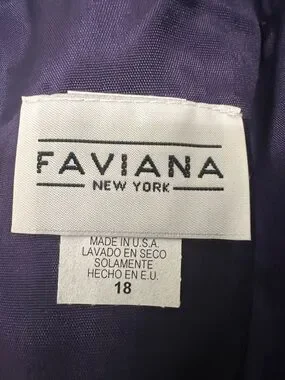 FAVIANA
NEW YORK
MADE IN U.S.A.
LAVADO EN SECO
SOLAMENTE
HECHO EN E.U.
18